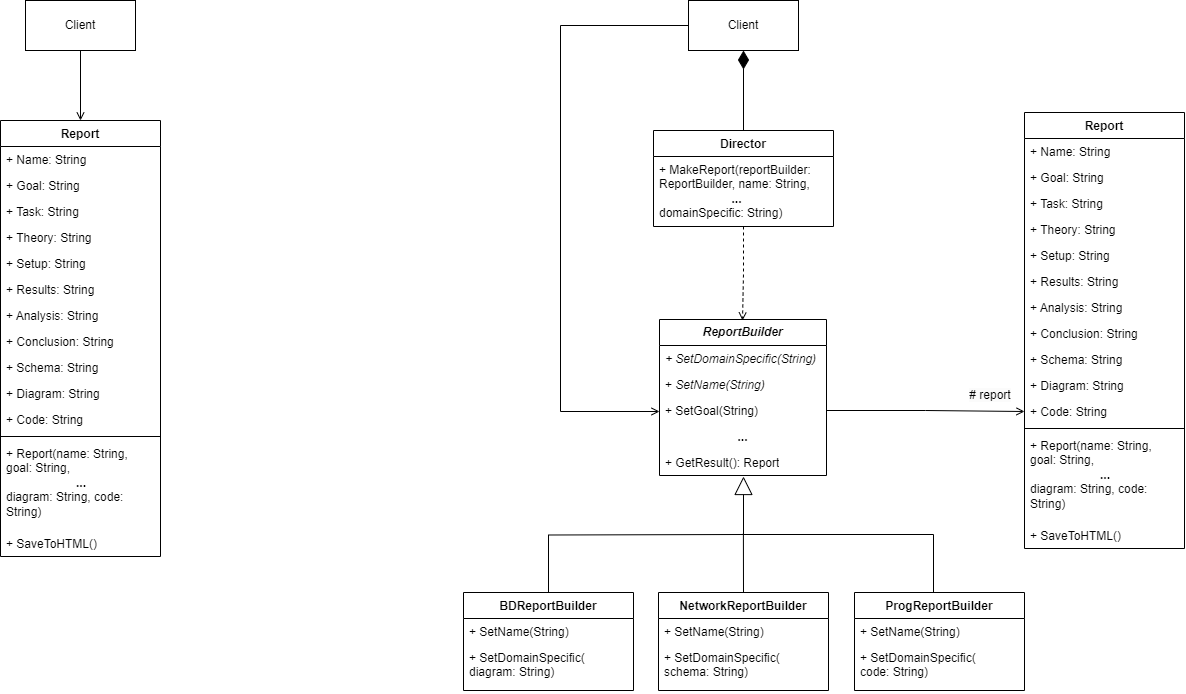 Client
Report
+ Name: String
+ Goal: String
+ Task: String
+ Theory: String
+ Setup: String
+ Results: String
+ Analysis: String
+ Conclusion: String
+ Schema: String
+ Diagram: String
+ Code: String
+ Report(name: String,
goal: String,
...
diagram: String, code:
String)
+ SaveToHTML()
Client
Director
+ MakeReport(reportBuilder:
ReportBuilder, name: String,
...
domainSpecific: String)
ReportBuilder
+ SetDomainSpecific(String)
+ SetName(String)
+ SetGoal(String)
...
+ GetResult(): Report
# report
Report
+ Name: String
+ Goal: String
+ Task: String
+ Theory: String
+ Setup: String
+ Results: String
+ Analysis: String
+ Conclusion: String
+ Schema: String
+ Diagram: String
+ Code: String
+ Report(name: String,
goal: String,
...
diagram: String, code:
String)
+ SaveToHTML()
BDReportBuilder
+ SetName(String)
+ SetDomainSpecific(
diagram: String)
NetworkReportBuilder
+ SetName(String)
+ SetDomainSpecific(
schema: String)
ProgReportBuilder
+ SetName(String)
+ SetDomainSpecific(
code: String)